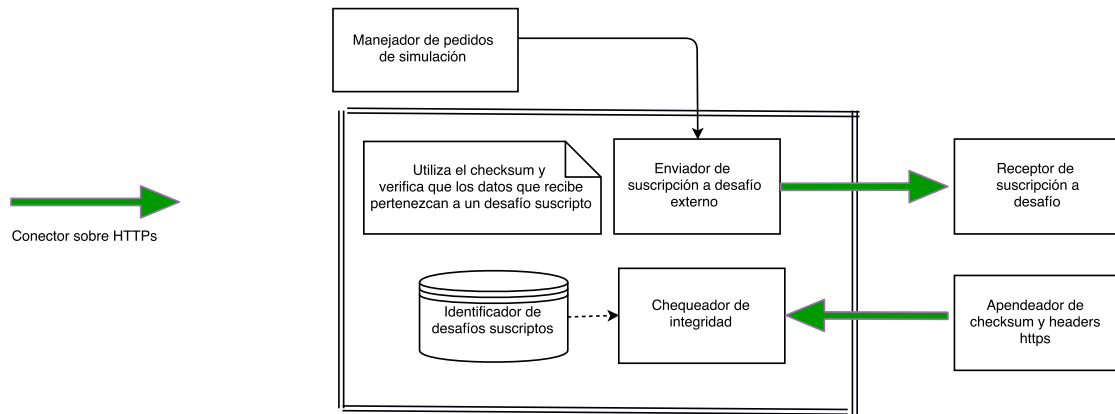 Manejador de pedidos
de simulación
Utiliza el checksum y
verifica que los datos que recibe
pertenezcan a un desafío suscripto
Enviador de
suscripción a desafío
externo
Receptor de
suscripción a
desafío
Conector sobre HTTPs
Identificador de
desafíos suscriptos
Chequeador de
integridad
Apendeador de
checksum y headers
https